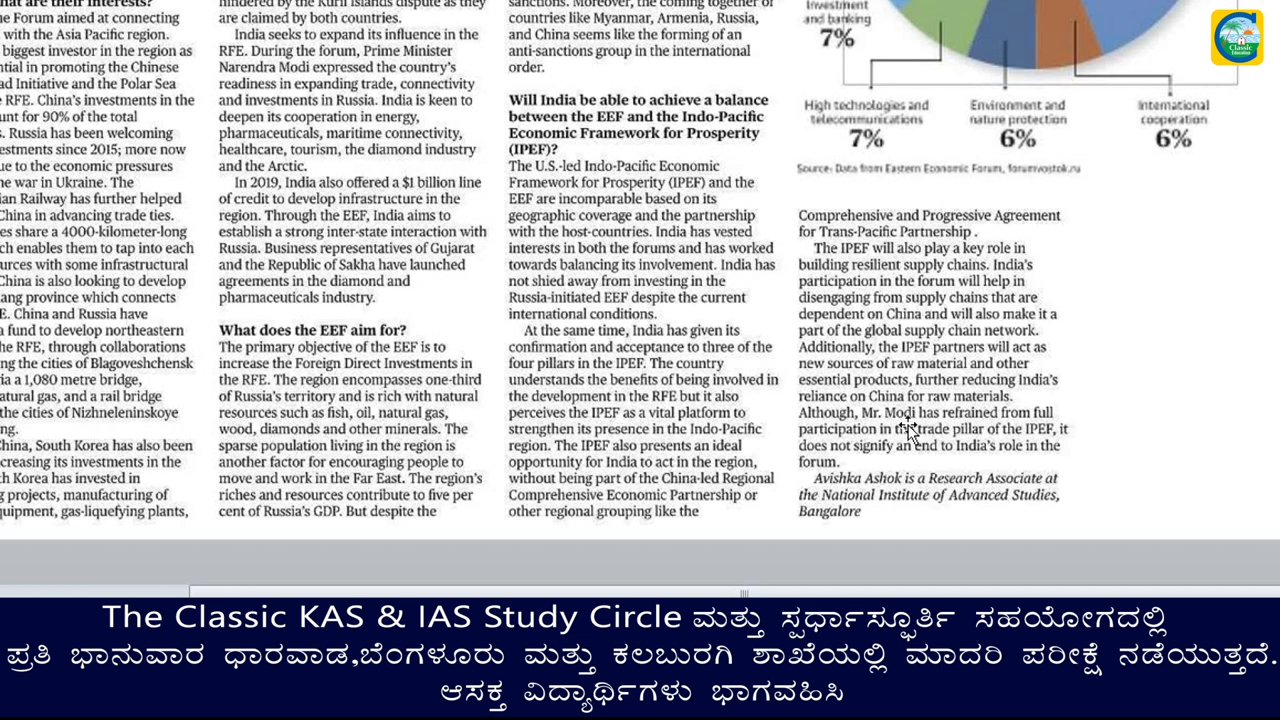 hat are their interests?
he Forum aimed at connecting
with the Asia Pacific region.
biggest investor in the region as
ntial in promoting the Chinese
ad Initiative and the Polar Sea
e RFE. China's investments in the
unt for 90% of the total
s. Russia has been welcoming
estments since 2015; more now
ue to the economic pressures
he war in Ukraine. The
ian Railway has further helped
China in advancing trade ties.
es share a 4000-kilometre-long
ch enables them to tap into each
urces with some infrastructural
China is also looking to develop
ang province which connects
E. China and Russia have
a fund to develop northeastern
he RFE, through collaborations
ng the cities of Blagoveshchensk
ia a 1,080 metre bridge,
atural gas, and a rail bridge
the cities of Nizhneleninskoye
ng.
China, South Korea has also been
creasing its investments in the
th Korea has invested in
g projects, manufacturing of
quipment, gas-liquefying plants,
hindered by the Kuril Islands dispute as they
are claimed by both countries.
India seeks to expand its influence in the
RFE. During the forum, Prime Minister
Narendra Modi expressed the country's
readiness in expanding trade, connectivity
and investments in Russia. India is keen to
deepen its cooperation in energy,
pharmaceuticals, maritime connectivity,
healthcare, tourism, the diamond industry
and the Arctic.
In 2019, India also offered a $1 billion line
of credit to develop infrastructure in the
region. Through the EEF, India aims to
establish a strong inter-state interaction with
Russia. Business representatives of Gujarat
and the Republic of Sakha have launched
agreements in the diamond and
pharmaceuticals industry.
What does the EEF aim for?
The primary objective of the EEF is to
increase the Foreign Direct Investments in
the RFE. The region encompasses one-third
of Russia's territory and is rich with natural
resources such as fish, oil, natural gas,
wood, diamonds and other minerals. The
sparse population living in the region is
another factor for encouraging people to
move and work in the Far East. The region's
riches and resources contribute to five per
cent of Russia's GDP. But despite the
sanctions. Moreover, the coming together of
countries like Myanmar, Armenia, Russia,
and China seems like the forming of an
anti-sanctions group in the international
order.
Will India be able to achieve a balance
between the EEF and the Indo-Pacific
Economic Framework for Prosperity
(IPEF)?
The U.S.-led Indo-Pacific Economic
Framework for Prosperity (IPEF) and the
EEF are incomparable based on its
geographic coverage and the partnership
with the host-countries. India has vested
interests in both the forums and has worked
towards balancing its involvement. India has
not shied away from investing in the
Russia-initiated EEF despite the current
international conditions.
At the same time, India has given its
confirmation and acceptance to three of the
four pillars in the IPEF. The country
understands the benefits of being involved in
the development in the RFE but it also
perceives the IPEF as a vital platform to
strengthen its presence in the Indo-Pacific
region. The IPEF also presents an ideal
opportunity for India to act in the region,
without being part of the China-led Regional
Comprehensive Economic Partnership or
other regional grouping like the
Investment
and banking
7%
High technologies and
telecommunications
7%
Environment and
nature protection
6%
International
cooperation
6%
Source: Data from Eastern Economic Forum, forumvostok.ru
Comprehensive and Progressive Agreement
for Trans-Pacific Partnership .
The IPEF will also play a key role in
building resilient supply chains. India's
participation in the forum will help in
disengaging from supply chains that are
dependent on China and will also make it a
part of the global supply chain network.
Additionally, the IPEF partners will act as
new sources of raw material and other
essential products, further reducing India's
reliance on China for raw materials.
Although, Mr. Modi has refrained from full
participation in the trade pillar of the IPEF, it
does not signify an end to India's role in the
forum.
Avishka Ashok is a Research Associate at
the National Institute of Advanced Studies,
Bangalore
Classic
Education
The Classic KAS & IAS Study Circle ಮತ್ತು ಸ್ಪರ್ಧಾಸ್ಫೂರ್ತಿ ಸಹಯೋಗದಲ್ಲಿ
ಪ್ರತಿ ಭಾನುವಾರ ಧಾರವಾಡ,ಬೆಂಗಳೂರು ಮತ್ತು ಕಲಬುರಗಿ ಶಾಖೆಯಲ್ಲಿ ಮಾದರಿ ಪರೀಕ್ಷೆ ನಡೆಯುತ್ತದೆ.
ಆಸಕ್ತ ವಿದ್ಯಾರ್ಥಿಗಳು ಭಾಗವಹಿಸಿ